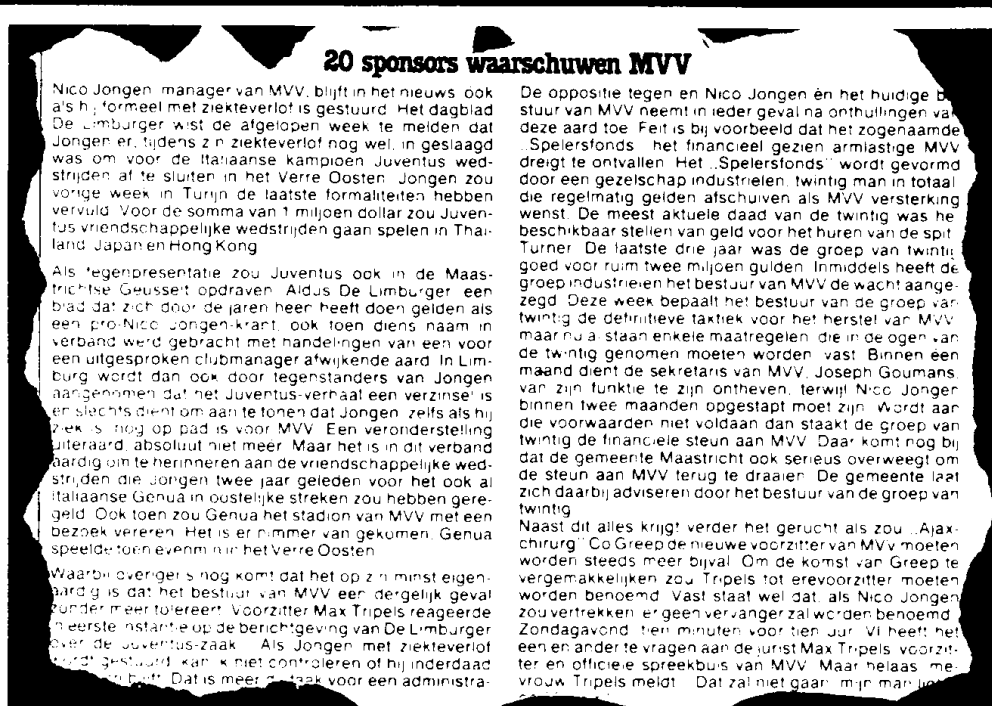 20 sponsors waarschuwen MVV
Nico Jongen manager van MVV, blijft in het nieuws ook
als hij formeel met ziekteverlof is gestuurd Het dagblad
De Limburger wist de afgelopen week te melden dat
Jongen er, tijdens z'n ziekteverlof nog wel, in geslaagd
was om voor de Italiaanse kampioen Juventus wed-
strijden af te sluiten in het Verre Oosten Jongen zou
vorige week in Turijn de laatste formaliteiten hebben
vervuld Voor de somma van 1 miljoen dollar zou Juven-
tus vriendschappelijke wedstrijden gaan spelen in Thai-
land Japan en Hong Kong
Als tegenpresentatie zou Juventus ook in de Maas-
trichtse Geusselt opdraven Aldus De Limburger een
blad dat zich door de jaren heen heeft doen gelden als
een pro-Nico Jongen-krant, ook toen diens naam in
verband werd gebracht met handelingen van een voor
een uitgesproken clubmanager afwijkende aard In Lim-
burg wordt dan ook door tegenstanders van Jongen
aangenomen dat het Juventus-verhaal een verzinsel is
en slechts dient om aan te tonen dat Jongen zelfs als hij
ziek is nog op pad is voor MVV Een veronderstelling
uiteraard, absoluut niet meer Maar het is in dit verband
aardig om te herinneren aan de vriendschappelijke wed-
strijden die Jongen twee jaar geleden voor het ook al
Italiaanse Genua in oostelijke streken zou hebben gere-
geld Ook toen zou Genua het stadion van MVV met een
bezoek vereren Het is er nimmer van gekomen Genua
speelde toen evenmin in het Verre Oosten
Waarbij overigens nog komt dat het op z'n minst eigen-
aardig is dat het bestuur van MVV een dergelijk geval
zonder meer tolereert Voorzitter Max Tripels reageerde
in eerste instantie op de berichtgeving van De Limburger
over de Juventus-zaak Als Jongen met ziekteverlof
wordt gestuurd kan ik niet controleren of hij inderdaad
Dat is meer taak voor een administra-
De oppositie tegen en Nico Jongen én het huidige be
stuur van MVV neemt in ieder geval na onthullingen van
deze aard toe Feit is bij voorbeeld dat het zogenaamde
„Spelersfonds het financieel gezien armlastige MVV
dreigt te ontvallen Het „Spelersfonds" wordt gevormd
door een gezelschap industriëlen, twintig man in totaal
die regelmatig gelden afschuiven als MVV versterking
wenst. De meest aktuele daad van de twintig was he
beschikbaar stellen van geld voor het huren van de spit
Turner De laatste drie jaar was de groep van twintig
goed voor ruim twee miljoen gulden Inmiddels heeft de
groep industriëlen het bestuur van MVV de wacht aange-
zegd Deze week bepaalt het bestuur van de groep van
twintig de definitieve taxtiek voor het herstel van MVV
maar nu al staan enkele maatregelen die in de ogen van
de twintig genomen moeten worden vast Binnen een
maand dient de sekretaris van MVV, Joseph Goumans,
van zijn funktie te zijn ontheven, terwijl Nico Jongen
binnen twee maanden opgestapt moet zijn Wordt aan
die voorwaarden niet voldaan dan staakt de groep van
twintig de financiele steun aan MVV Daar komt nog bij
dat de gemeente Maastricht ook serieus overweegt om
de steun aan MVV terug te draaien De gemeente laat
zich daarbij adviseren door het bestuur van de groep van
twintig
Naast dit alles krijgt verder het gerucht als zou „Ajax-
chirurg" Co Greep de nieuwe voorzitter van MVV moeten
worden steeds meer bijval Om de komst van Greep te
vergemakkelijken zou Tripels tot erevoorzitter moeten
worden benoemd Vast staat wel dat, als Nico Jongen
zou vertrekken er geen vervanger zal worden benoemd
Zondagavond tien minuten voor tien uur VI heeft het
een en ander te vragen aan de jurist Max Tripels voorzit-
ter en officiele spreekbuis van MVV Maar helaas me-
vrouw Tripels meldt Dat zal niet gaan mijn man